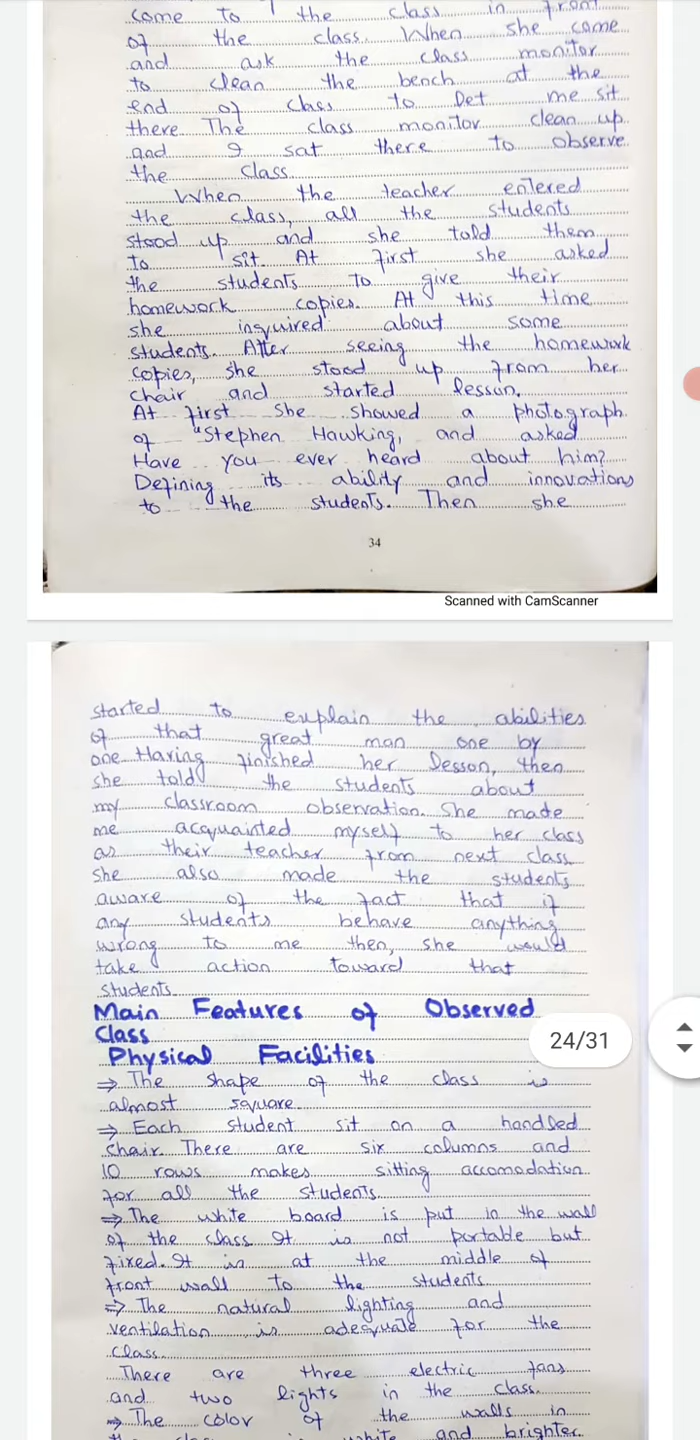 come to the class in front
of the class. When she came
and ask the class monitor
to clean the bench at the
end of class to Det me sit
there The class monitor clean up
and I sat there to observe
the class
When the teacher entered
the class, all the students
stood up and she told them
to sit. At first she asked
the students to give their
homework copies. At this time
she inquired about some
students. After seeing the homework
copies, she stood up from her
chair and started lesson.
At first she showed a photograph
of "Stephen Hawking, and asked
Have you ever heard about him?
Defining its ability and innovations
to the students. Then she
34
Scanned with CamScanner
started to explain the abilities
of that great man one by
one Having finished her lesson, then
she told the students about
my classroom observation. She made
me acquainted myself to her class
as their teacher from next class
she also made the students
aware of the fact that if
any students behave anything
wrong to me then, she would
take action toward that
students.
Main Features of Observed
Class
24/31
Physical Facilities
⇒ The shape of the class is
almost square
⇒ Each student sit on a handled
chair. There are six columns and
10 rows makes sitting accomodation
for all the students.
⇒ The white board is put in the wall
of the class It is not portable but
fixed. It is at the middle of
front wall to the students
⇒ The natural lighting and
ventilation is adequate for the
class.
There are three electric fans
and two lights in the class.
⇒ The color of the walls in
white and brighter